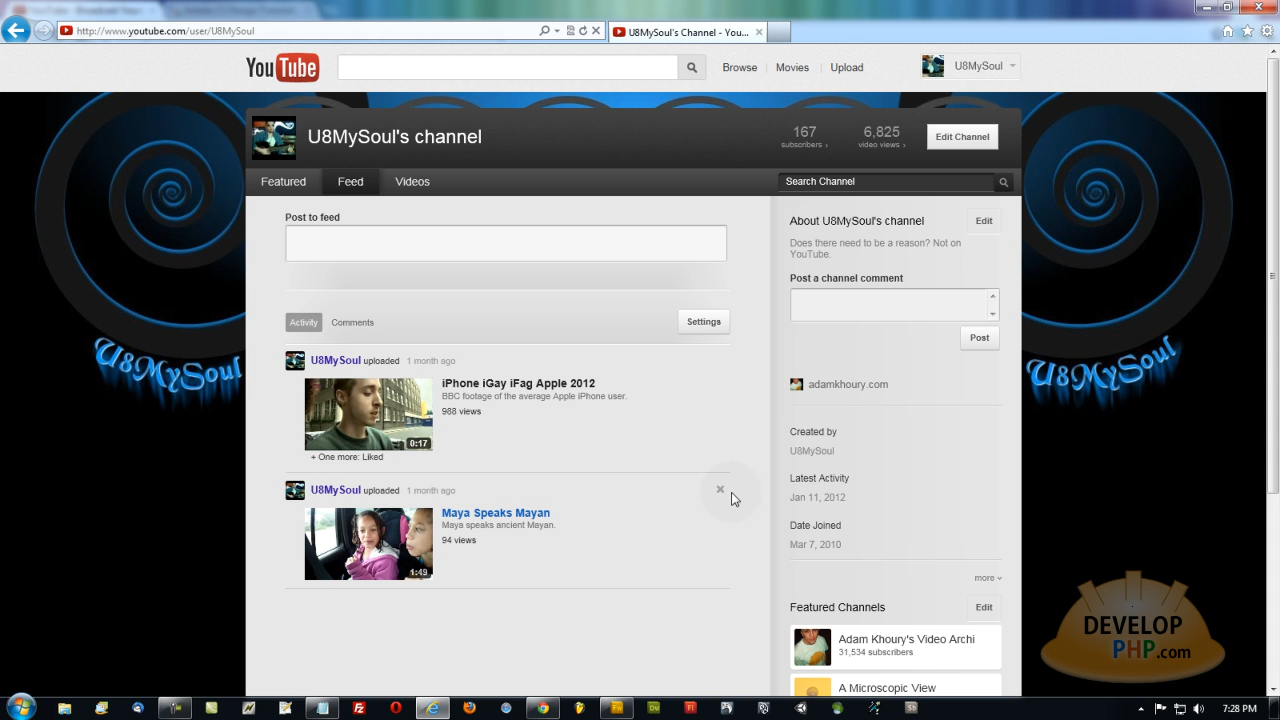 http://www.youtube.com/user/U8MySoul
U8MySoul's Channel - You...
YouTube
Browse
Movies
Upload
U8MySoul
U8MySoul's channel
167
subscribers ›
6,825
video views ›
Edit Channel
Featured
Feed
Videos
Search Channel
Post to feed
Activity
Comments
Settings
U8MySoul uploaded 1 month ago
iPhone iGay iFag Apple 2012
BBC footage of the average Apple iPhone user.
988 views
0:17
+ One more: Liked
U8MySoul uploaded 1 month ago
Maya Speaks Mayan
Maya speaks ancient Mayan.
94 views
1:49
About U8MySoul's channel
Edit
Does there need to be a reason? Not on
YouTube.
Post a channel comment
Post
adamkhoury.com
Created by
U8MySoul
Latest Activity
Jan 11, 2012
Date Joined
Mar 7, 2010
more
Featured Channels
Edit
Adam Khoury's Video Archi
31,534 subscribers
A Microscopic View
U8MySoul
U8MySoul
DEVELOP
PHP.com
7:28 PM